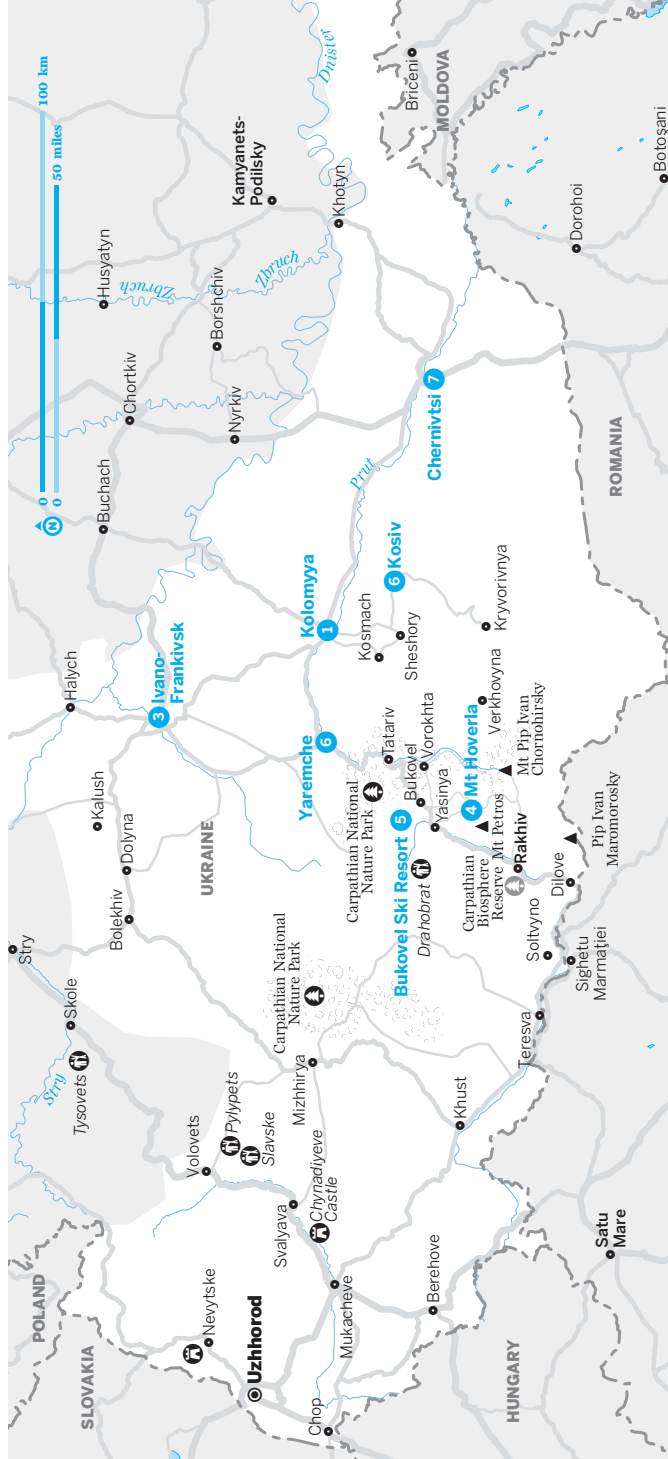 POLAND
SLOVAKIA
HUNGARY
UKRAINE
ROMANIA
MOLDOVA
0
100 km
0
50 miles
N
Stry
Skole
Stry
Tysovets
Bolekhiv
Dolyna
Kalush
Halych
3 Ivano-
Frankivsk
Buchach
Chortkiv
Husyatyn
Zbruch
Zbruch
Borshchiv
Nyrkiv
Kamyanets-
Podilsky
Khotyn
Dnister
Briceni
Nevytske
Uzhhorod
Chop
Volovets
Pylypets
Slavske
Svalyava
Chynadiyeve
Castle
Mukacheve
Berehove
Mizhhirya
Carpathian National
Nature Park
Khust
Teresva
Soltvyno
Sighetu
Marmaţiei
Dilove
Satu
Mare
Yaremche
6
Kolomyya
1
Carpathian National
Nature Park
Tatariv
Bukovel
Vorokhta
Bukovel Ski Resort 5
Yasinya
Drahobrat
4 Mt Hoverla
Carpathian
Biosphere
Reserve
Mt Petros
Rakhiv
Verkhovyna
Mt Pip Ivan
Chornohirsky
Pip Ivan
Maromorosky
Kosmach
Sheshory
6 Kosiv
Kryvorivnya
Prut
Chernivtsi 7
Dorohoi
Botoşani